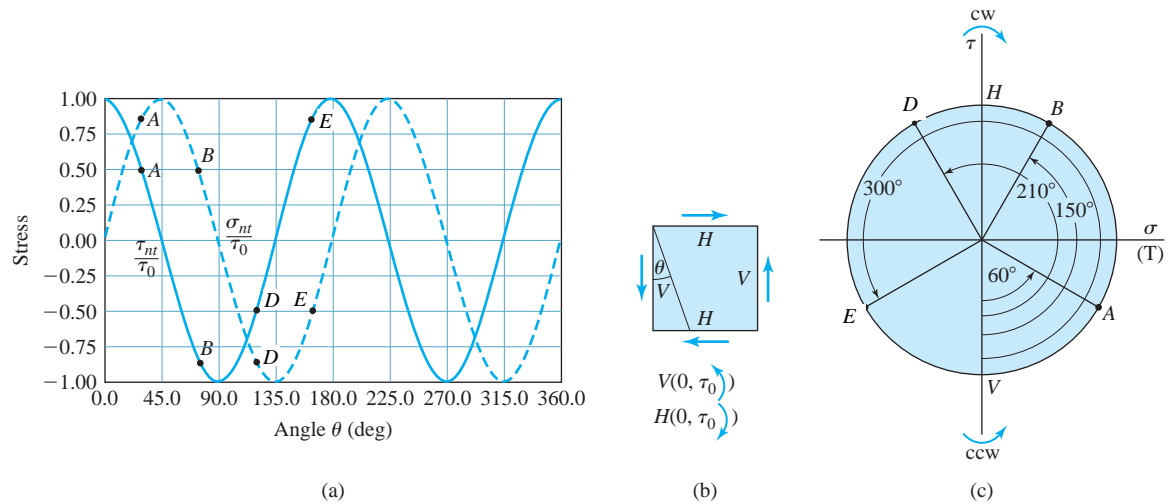 1.00
0.75
0.50
0.25
0.00
−0.25
−0.50
−0.75
−1.00
Stress
A
A
B
B
D
D
E
E
τnt/τ0
σnt/τ0
0.0 45.0 90.0 135.0 180.0 225.0 270.0 315.0 360.0
Angle θ (deg)
(a)
H
θ
V
V
H
V(0, τ0)
H(0, τ0)
(b)
cw
τ
H
D
B
300°
210°
150°
σ
(T)
60°
E
A
V
ccw
(c)